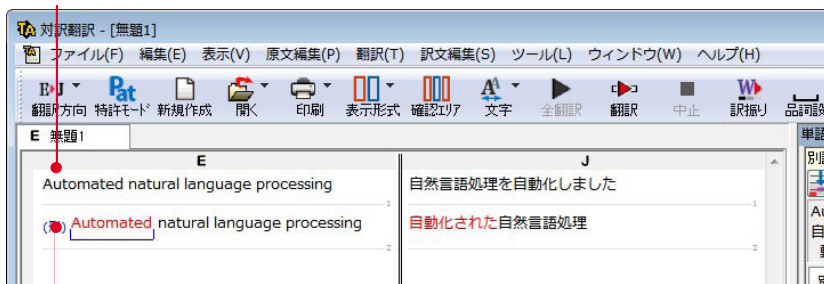 対訳翻訳 - [無題1]
ファイル(F) 編集(E) 表示(V) 原文編集(P) 翻訳(T) 訳文編集(S) ツール(L) ウィンドウ(W) ヘルプ(H)
翻訳方向 特許モード 新規作成 開く 印刷 表示形式 確認エリア 文字 全翻訳 翻訳 中止 訳振り 品詞
E 無題1
単
E J
別
Automated natural language processing 自然言語処理を自動化しました
1 1
Automated natural language processing 自動化された自然言語処理
2 2